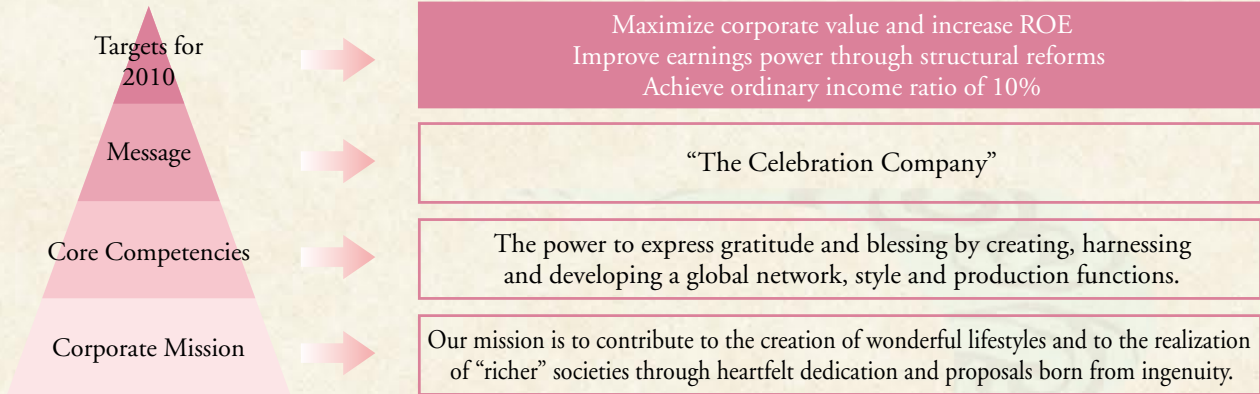 Targets for
2010
Maximize corporate value and increase ROE
Improve earnings power through structural reforms
Achieve ordinary income ratio of 10%
Message
“The Celebration Company”
Core Competencies
The power to express gratitude and blessing by creating, harnessing
and developing a global network, style and production functions.
Corporate Mission
Our mission is to contribute to the creation of wonderful lifestyles and to the realization
of “richer” societies through heartfelt dedication and proposals born from ingenuity.